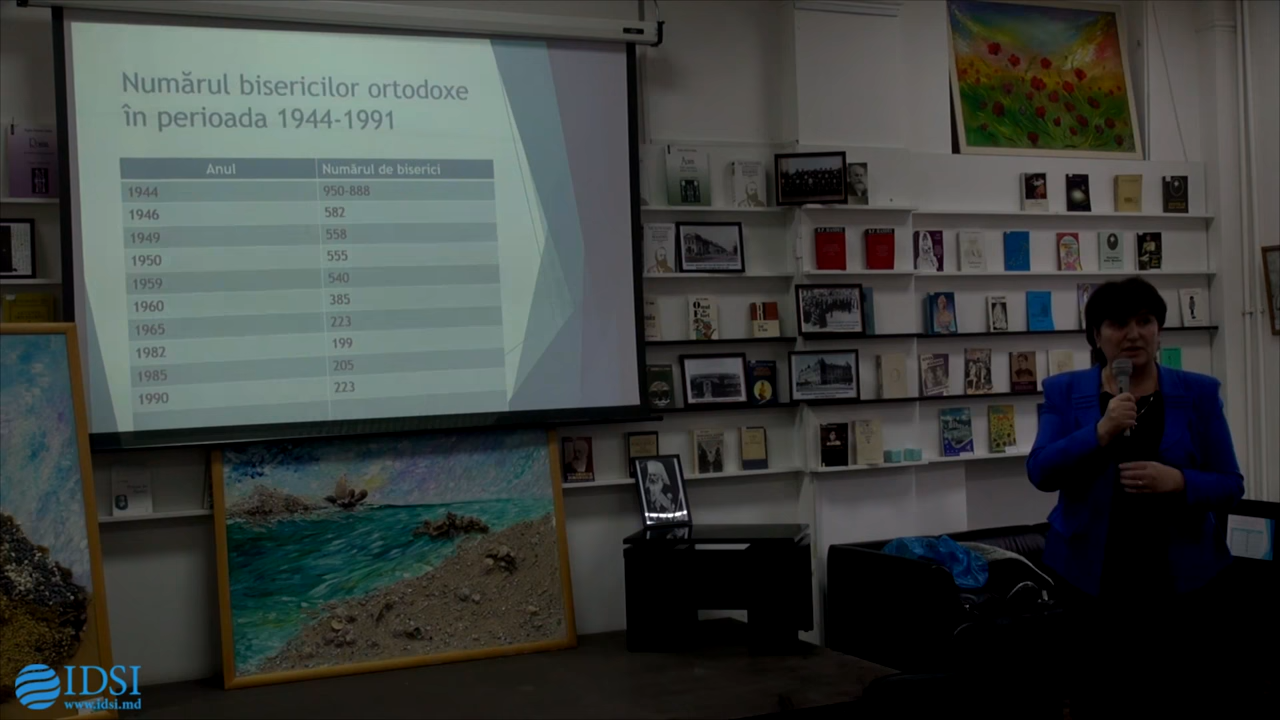 Numărul bisericilor ortodoxe
în perioada 1944-1991
Anul Numărul de biserici
1944 950-888
1946 582
1949 558
1950 555
1959 540
1960 385
1965 223
1982 199
1985 205
1990 223
IDSI
www.idsi.md